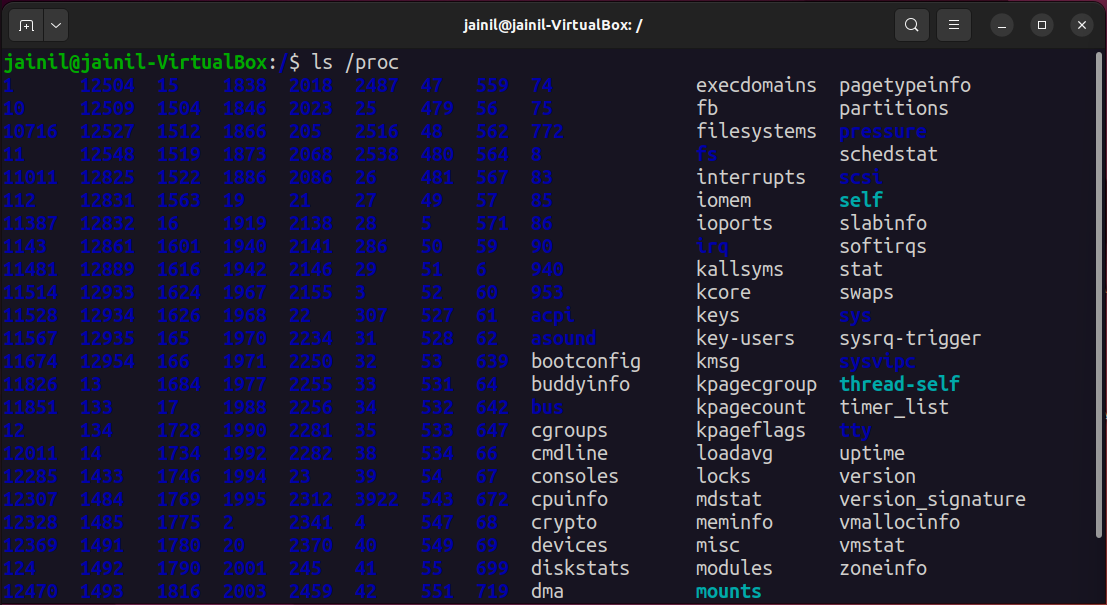 jainil@jainil-VirtualBox: /
jainil@jainil-VirtualBox:/$ ls /proc
1 12504 15 1838 2018 2487 47 559 74 execdomains pagetypeinfo
10 12509 1504 1846 2023 25 479 56 75 fb partitions
10716 12527 1512 1866 205 2516 48 562 772 filesystems pressure
11 12548 1519 1873 2068 2538 480 564 8 fs schedstat
11011 12825 1522 1886 2086 26 481 567 83 interrupts scsi
112 12831 1563 19 21 27 49 57 85 iomem self
11387 12832 16 1919 2138 28 5 571 86 ioports slabinfo
1143 12861 1601 1940 2141 286 50 59 90 irq softirqs
11481 12889 1616 1942 2146 29 51 6 940 kallsyms stat
11514 12933 1624 1967 2155 3 52 60 953 kcore swaps
11528 12934 1626 1968 22 307 527 61 acpi keys sys
11567 12935 165 1970 2234 31 528 62 asound key-users sysrq-trigger
11674 12954 166 1971 2250 32 53 639 bootconfig kmsg sysvipc
11826 13 1684 1977 2255 33 531 64 buddyinfo kpagecgroup thread-self
11851 133 17 1988 2256 34 532 642 bus kpagecount timer_list
12 134 1728 1990 2281 35 533 647 cgroups kpageflags tty
12011 14 1734 1992 2282 38 534 66 cmdline loadavg uptime
12285 1433 1746 1994 23 39 54 67 consoles locks version
12307 1484 1769 1995 2312 3922 543 672 cpuinfo mdstat version_signature
12328 1485 1775 2 2341 4 547 68 crypto meminfo vmallocinfo
12369 1491 1780 20 2370 40 549 69 devices misc vmstat
124 1492 1790 2001 245 41 55 699 diskstats modules zoneinfo
12470 1493 1816 2003 2459 42 551 719 dma mounts